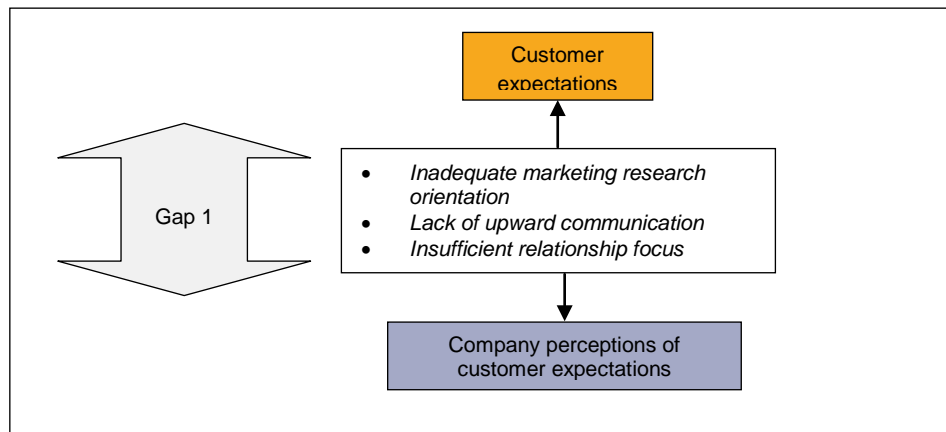 Customer
expectations
Gap 1
• Inadequate marketing research
orientation
• Lack of upward communication
• Insufficient relationship focus
Company perceptions of
customer expectations